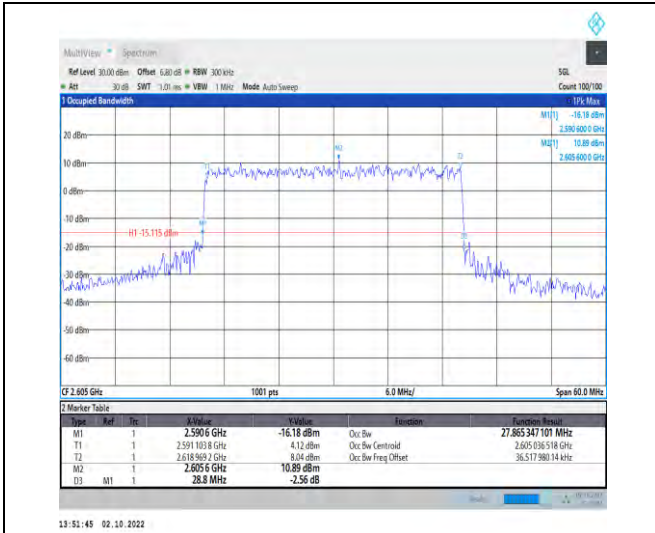 MultiView Spectrum
Ref Level 30.00 dBm Offset 6.80 dB RBW 300 kHz SGL
Att 30 dB SWT 1.01 ms VBW 1 MHz Mode Auto Sweep Count 100/100
1 Occupied Bandwidth 1Pk Max
M1[1] -16.18 dBm
2.590 600 0 GHz
M2[1] 10.89 dBm
2.605 600 0 GHz
20 dBm
M2
T1 T2
10 dBm
0 dBm
-10 dBm
M1
H1 -15.115 dBm
-20 dBm
-30 dBm
-40 dBm
-50 dBm
-60 dBm
CF 2.605 GHz 1001 pts 6.0 MHz/ Span 60.0 MHz
2 Marker Table
Type Ref Trc X-Value Y-Value Function Function Result
M1 1 2.590 6 GHz -16.18 dBm Occ Bw 27.865 347 101 MHz
T1 1 2.591 103 8 GHz 4.12 dBm Occ Bw Centroid 2.605 036 518 GHz
T2 1 2.618 969 2 GHz 8.04 dBm Occ Bw Freq Offset 36.517 980 14 kHz
M2 1 2.605 6 GHz 10.89 dBm
D3 M1 1 28.8 MHz -2.56 dB
13:51:45 02.10.2022